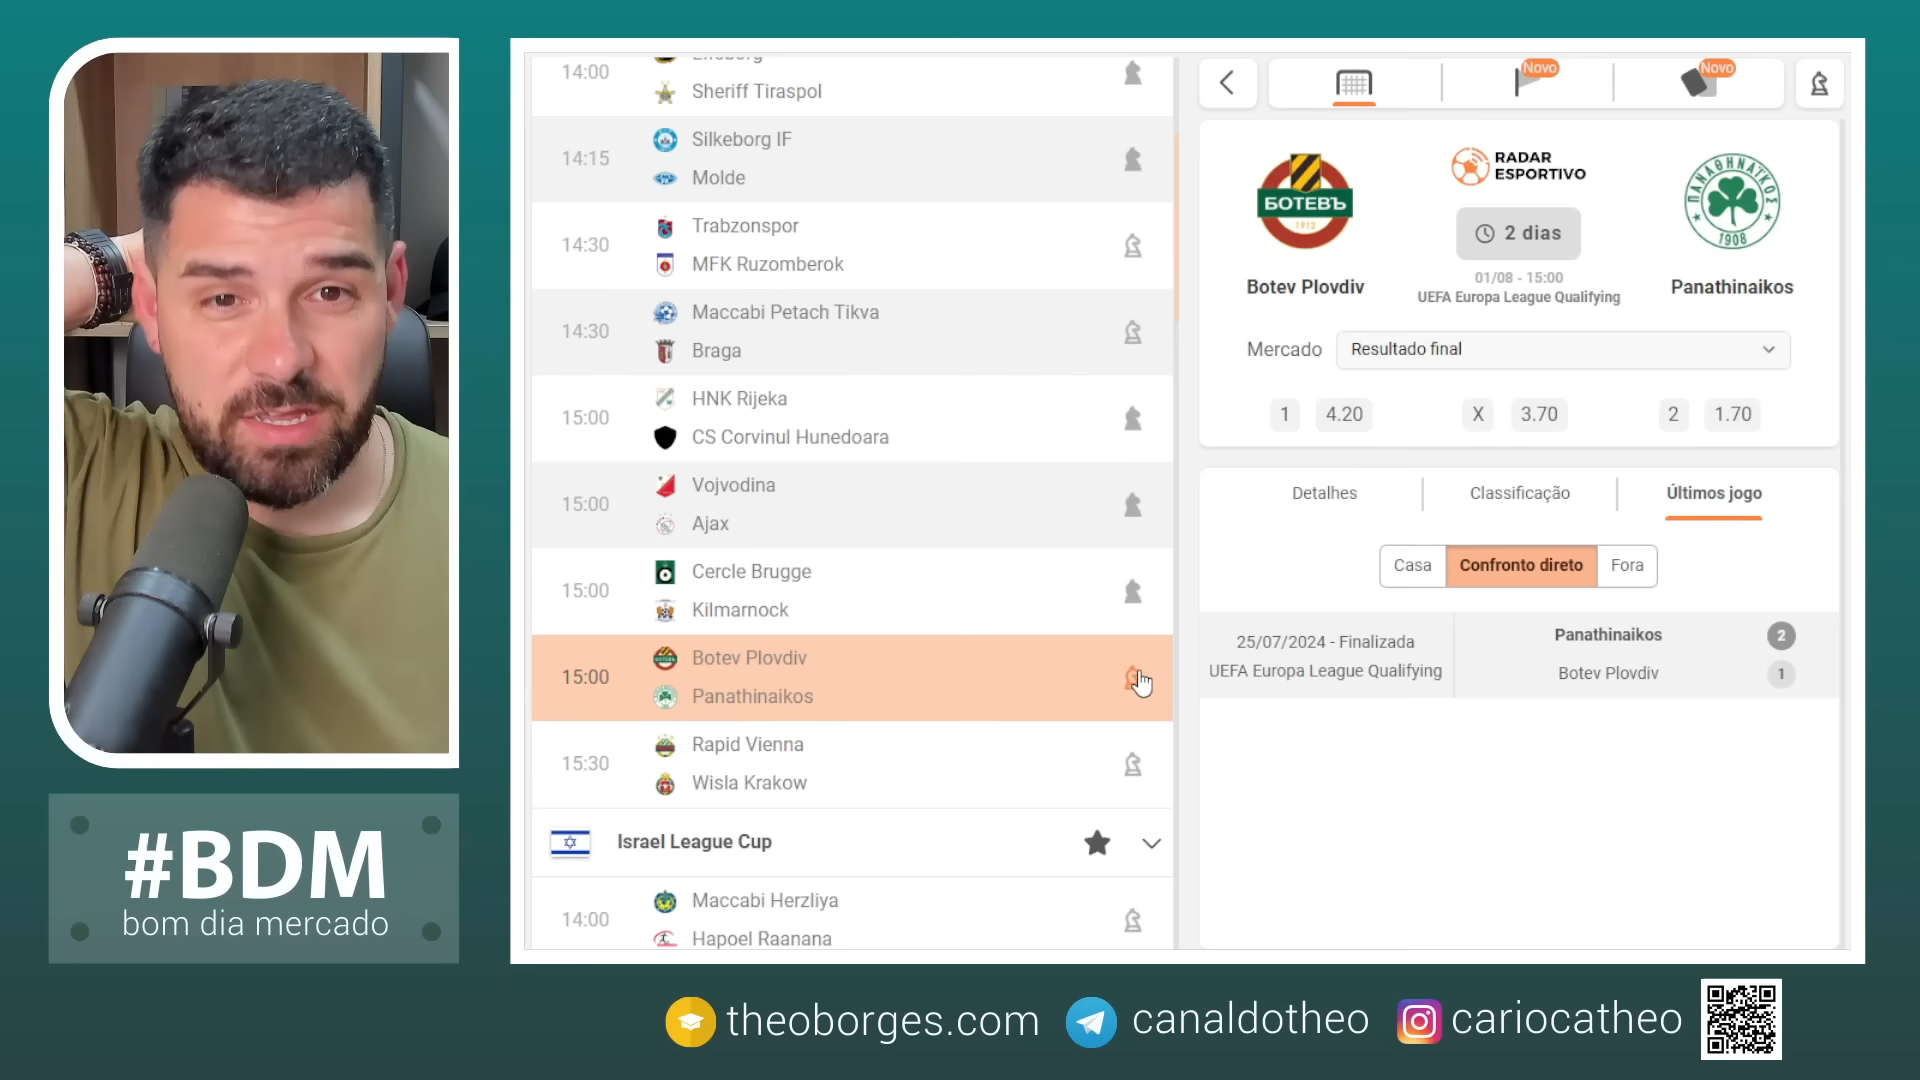 14:00
Elfsborg
Sheriff Tiraspol
14:15
Silkeborg IF
Molde
14:30
Trabzonspor
MFK Ruzomberok
14:30
Maccabi Petach Tikva
Braga
15:00
HNK Rijeka
CS Corvinul Hunedoara
15:00
Vojvodina
Ajax
15:00
Cercle Brugge
Kilmarnock
15:00
Botev Plovdiv
Panathinaikos
15:30
Rapid Vienna
Wisla Krakow
Israel League Cup
14:00
Maccabi Herzliya
Hapoel Raanana
Novo
Novo
БОТЕВЪ
1912
RADAR
ESPORTIVO
ΠΑΝΑΘΗΝΑΪΚΟΣ
1908
2 dias
01/08 - 15:00
UEFA Europa League Qualifying
Botev Plovdiv
Panathinaikos
Mercado
Resultado final
1 4.20 X 3.70 2 1.70
Detalhes
Classificação
Últimos jogo
Casa
Confronto direto
Fora
25/07/2024 - Finalizada
UEFA Europa League Qualifying
Panathinaikos 2
Botev Plovdiv 1
#BDM
bom dia mercado
theoborges.com
canaldotheo
cariocatheo